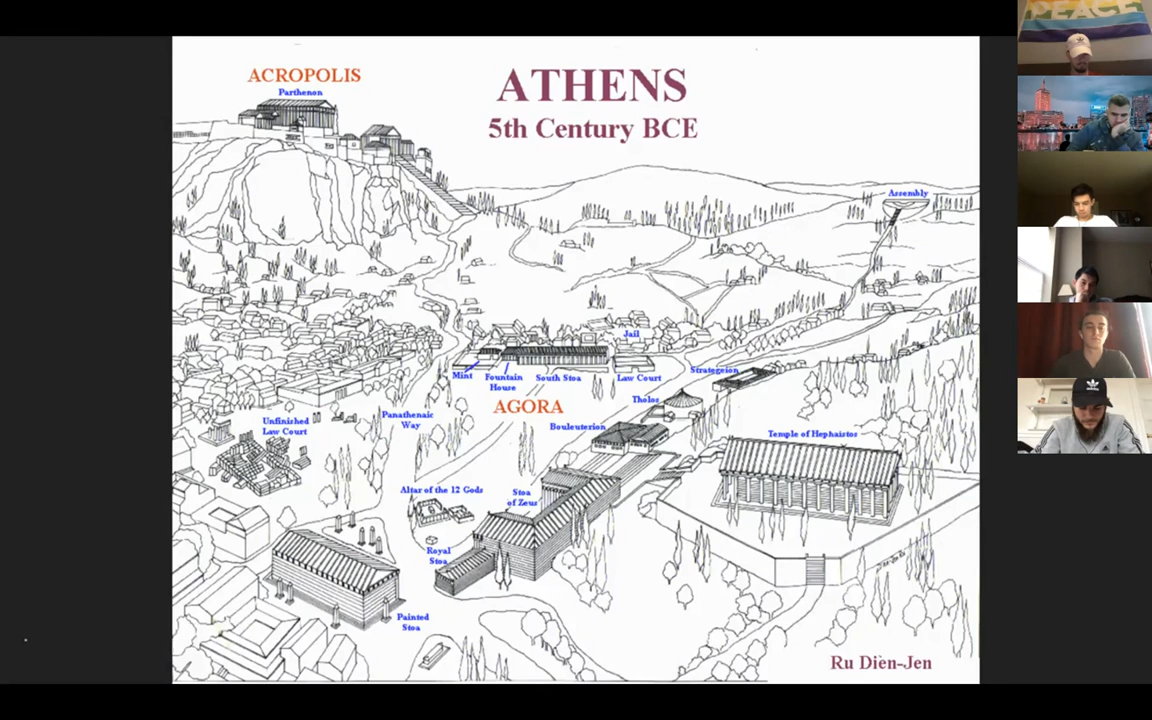 PEACE
ACROPOLIS
Parthenon
ATHENS
5th Century BCE
Assembly
Jail
Mint
Fountain
House
South Stoa
Law Court
Strategeion
AGORA
Tholos
Unfinished
Law Court
Panathenaic
Way
Bouleuterion
Temple of Hephaistos
Altar of the 12 Gods
Stoa
of Zeus
Royal
Stoa
Painted
Stoa
Ru Dien-Jen